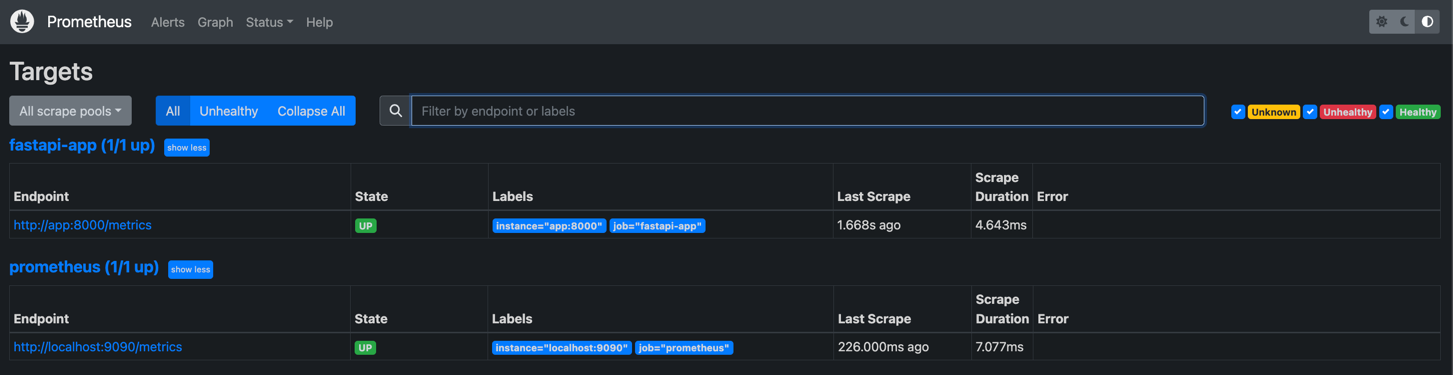 Prometheus Alerts Graph Status Help
Targets
All scrape pools All Unhealthy Collapse All Filter by endpoint or labels Unknown Unhealthy Healthy
fastapi-app (1/1 up) show less
Endpoint State Labels Last Scrape Scrape Duration Error
http://app:8000/metrics UP instance="app:8000" job="fastapi-app" 1.668s ago 4.643ms
prometheus (1/1 up) show less
Endpoint State Labels Last Scrape Scrape Duration Error
http://localhost:9090/metrics UP instance="localhost:9090" job="prometheus" 226.000ms ago 7.077ms